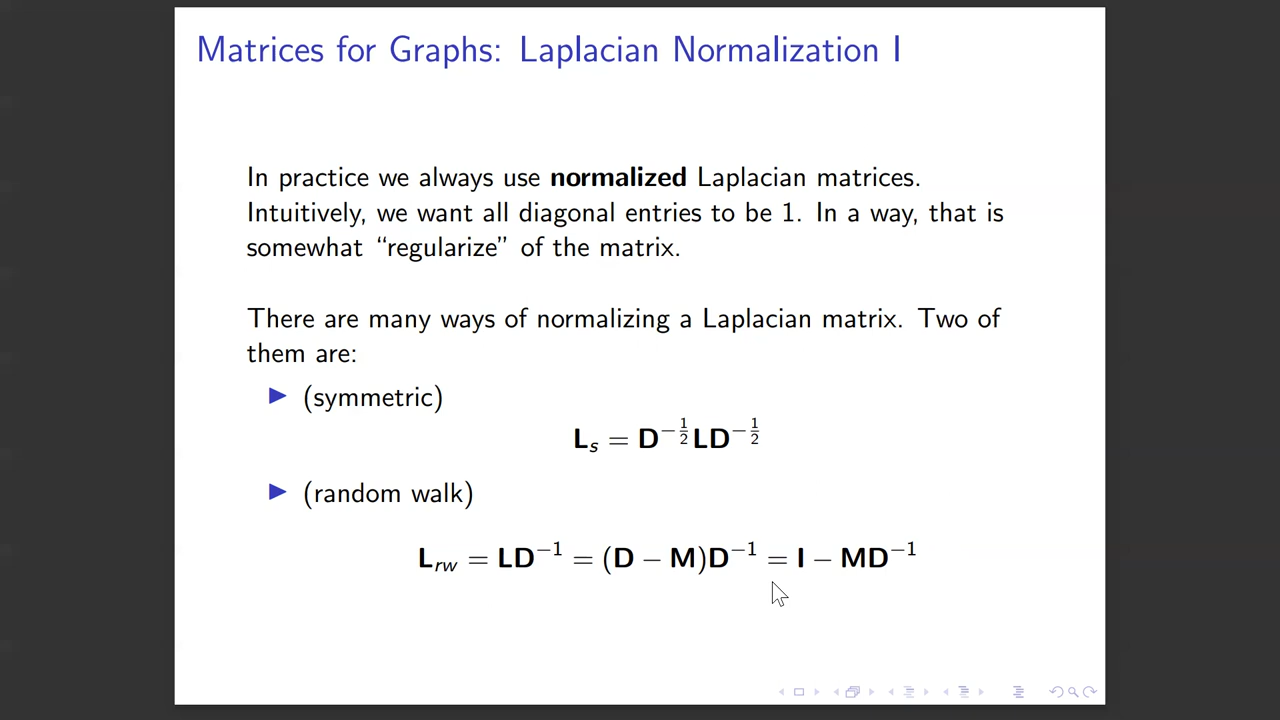 Matrices for Graphs: Laplacian Normalization I
In practice we always use normalized Laplacian matrices.
Intuitively, we want all diagonal entries to be 1. In a way, that is
somewhat “regularize” of the matrix.
There are many ways of normalizing a Laplacian matrix. Two of
them are:
▶ (symmetric)
L_s = D^{-1/2}LD^{-1/2}
▶ (random walk)
L_{rw} = LD^{-1} = (D − M)D^{-1} = I − MD^{-1}